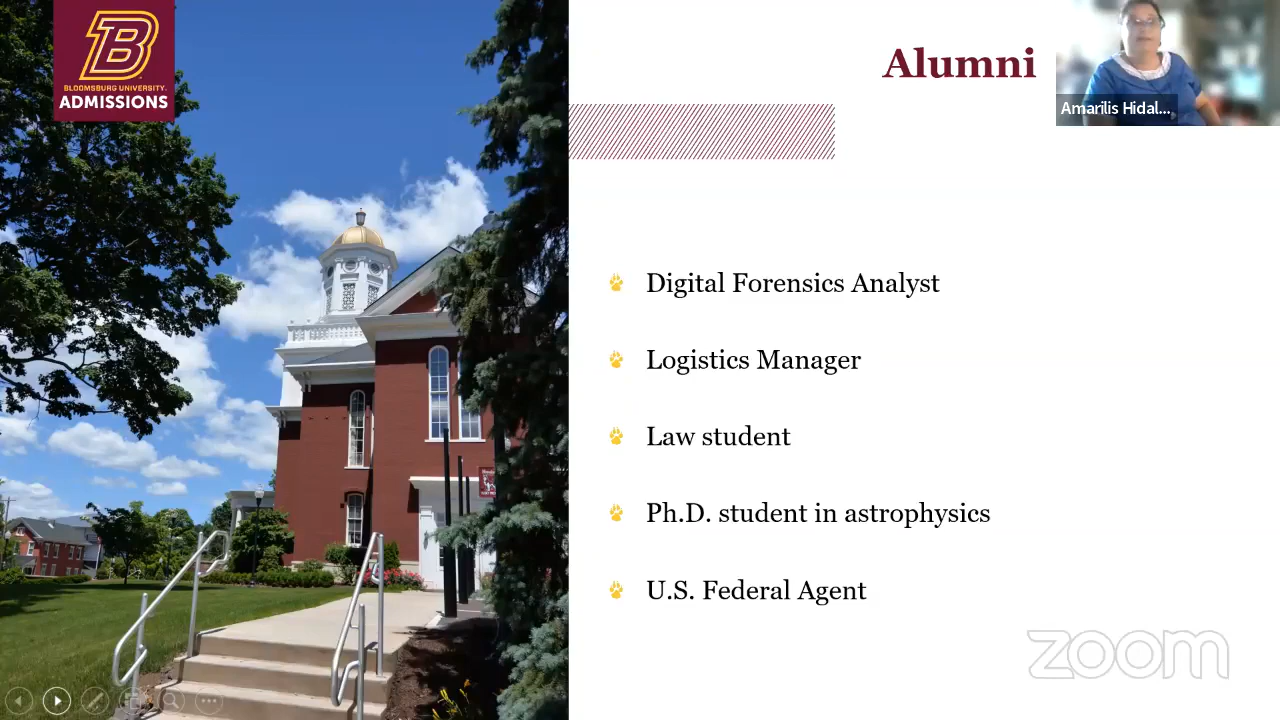 B
BLOOMSBURG UNIVERSITY
ADMISSIONS
Alumni
Amarilis Hidal...
Digital Forensics Analyst
Logistics Manager
Law student
Ph.D. student in astrophysics
U.S. Federal Agent
zoom